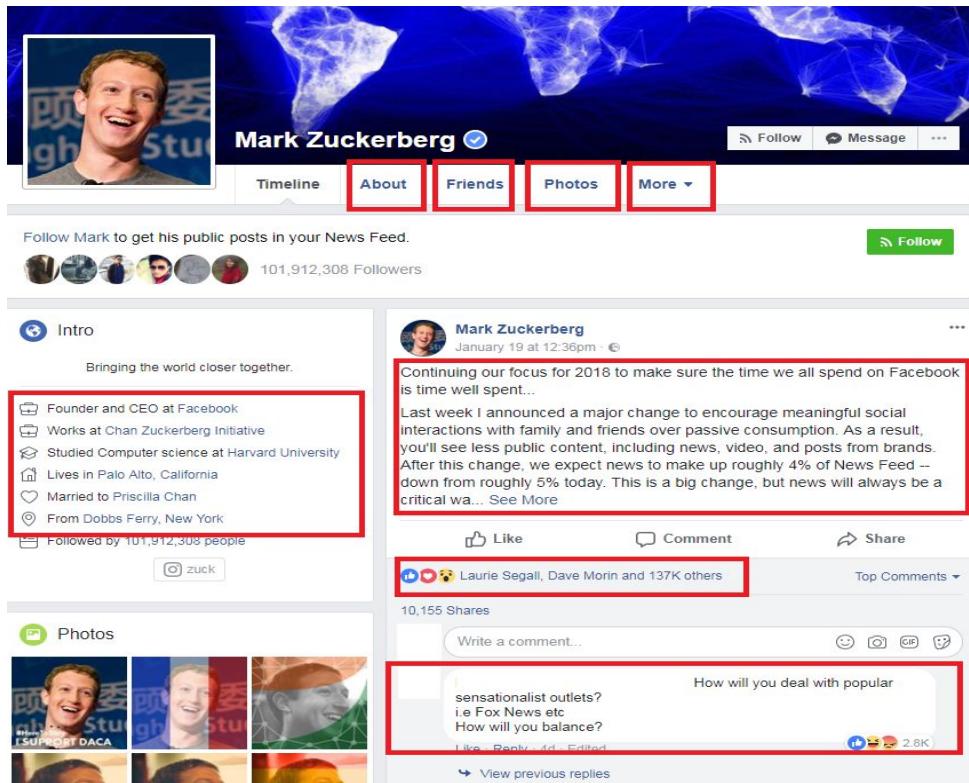 顾 委
ngh Stu
Mark Zuckerberg
Follow Message ...
Timeline About Friends Photos More
Follow Mark to get his public posts in your News Feed.
Follow
101,912,308 Followers
Intro
Bringing the world closer together.
Founder and CEO at Facebook
Works at Chan Zuckerberg Initiative
Studied Computer science at Harvard University
Lives in Palo Alto, California
Married to Priscilla Chan
From Dobbs Ferry, New York
Followed by 101,912,308 people
zuck
Photos
I SUPPORT DACA
Mark Zuckerberg
January 19 at 12:36pm ·
Continuing our focus for 2018 to make sure the time we all spend on Facebook
is time well spent...
Last week I announced a major change to encourage meaningful social
interactions with family and friends over passive consumption. As a result,
you'll see less public content, including news, video, and posts from brands.
After this change, we expect news to make up roughly 4% of News Feed --
down from roughly 5% today. This is a big change, but news will always be a
critical wa... See More
Like Comment Share
Laurie Segall, Dave Morin and 137K others
Top Comments
10,155 Shares
Write a comment...
GIF
How will you deal with popular
sensationalist outlets?
i.e Fox News etc
How will you balance?
Like · Reply · 4d · Edited
2.8K
View previous replies